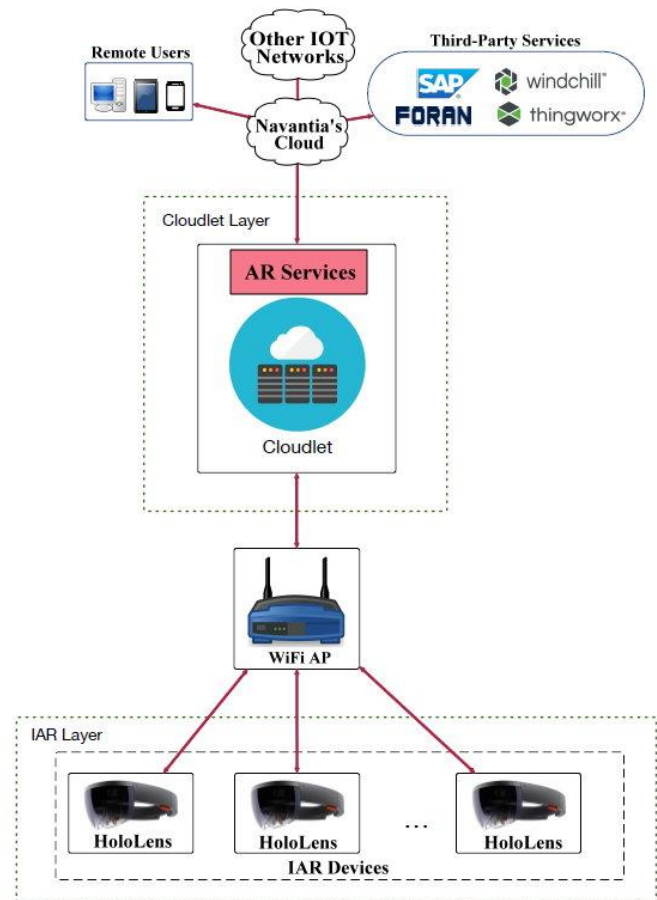 Remote Users
Other IOT
Networks
Third-Party Services
SAP
windchill®
FORAN
thingworx®
Navantia's
Cloud
Cloudlet Layer
AR Services
Cloudlet
WiFi AP
IAR Layer
HoloLens
HoloLens
...
HoloLens
IAR Devices